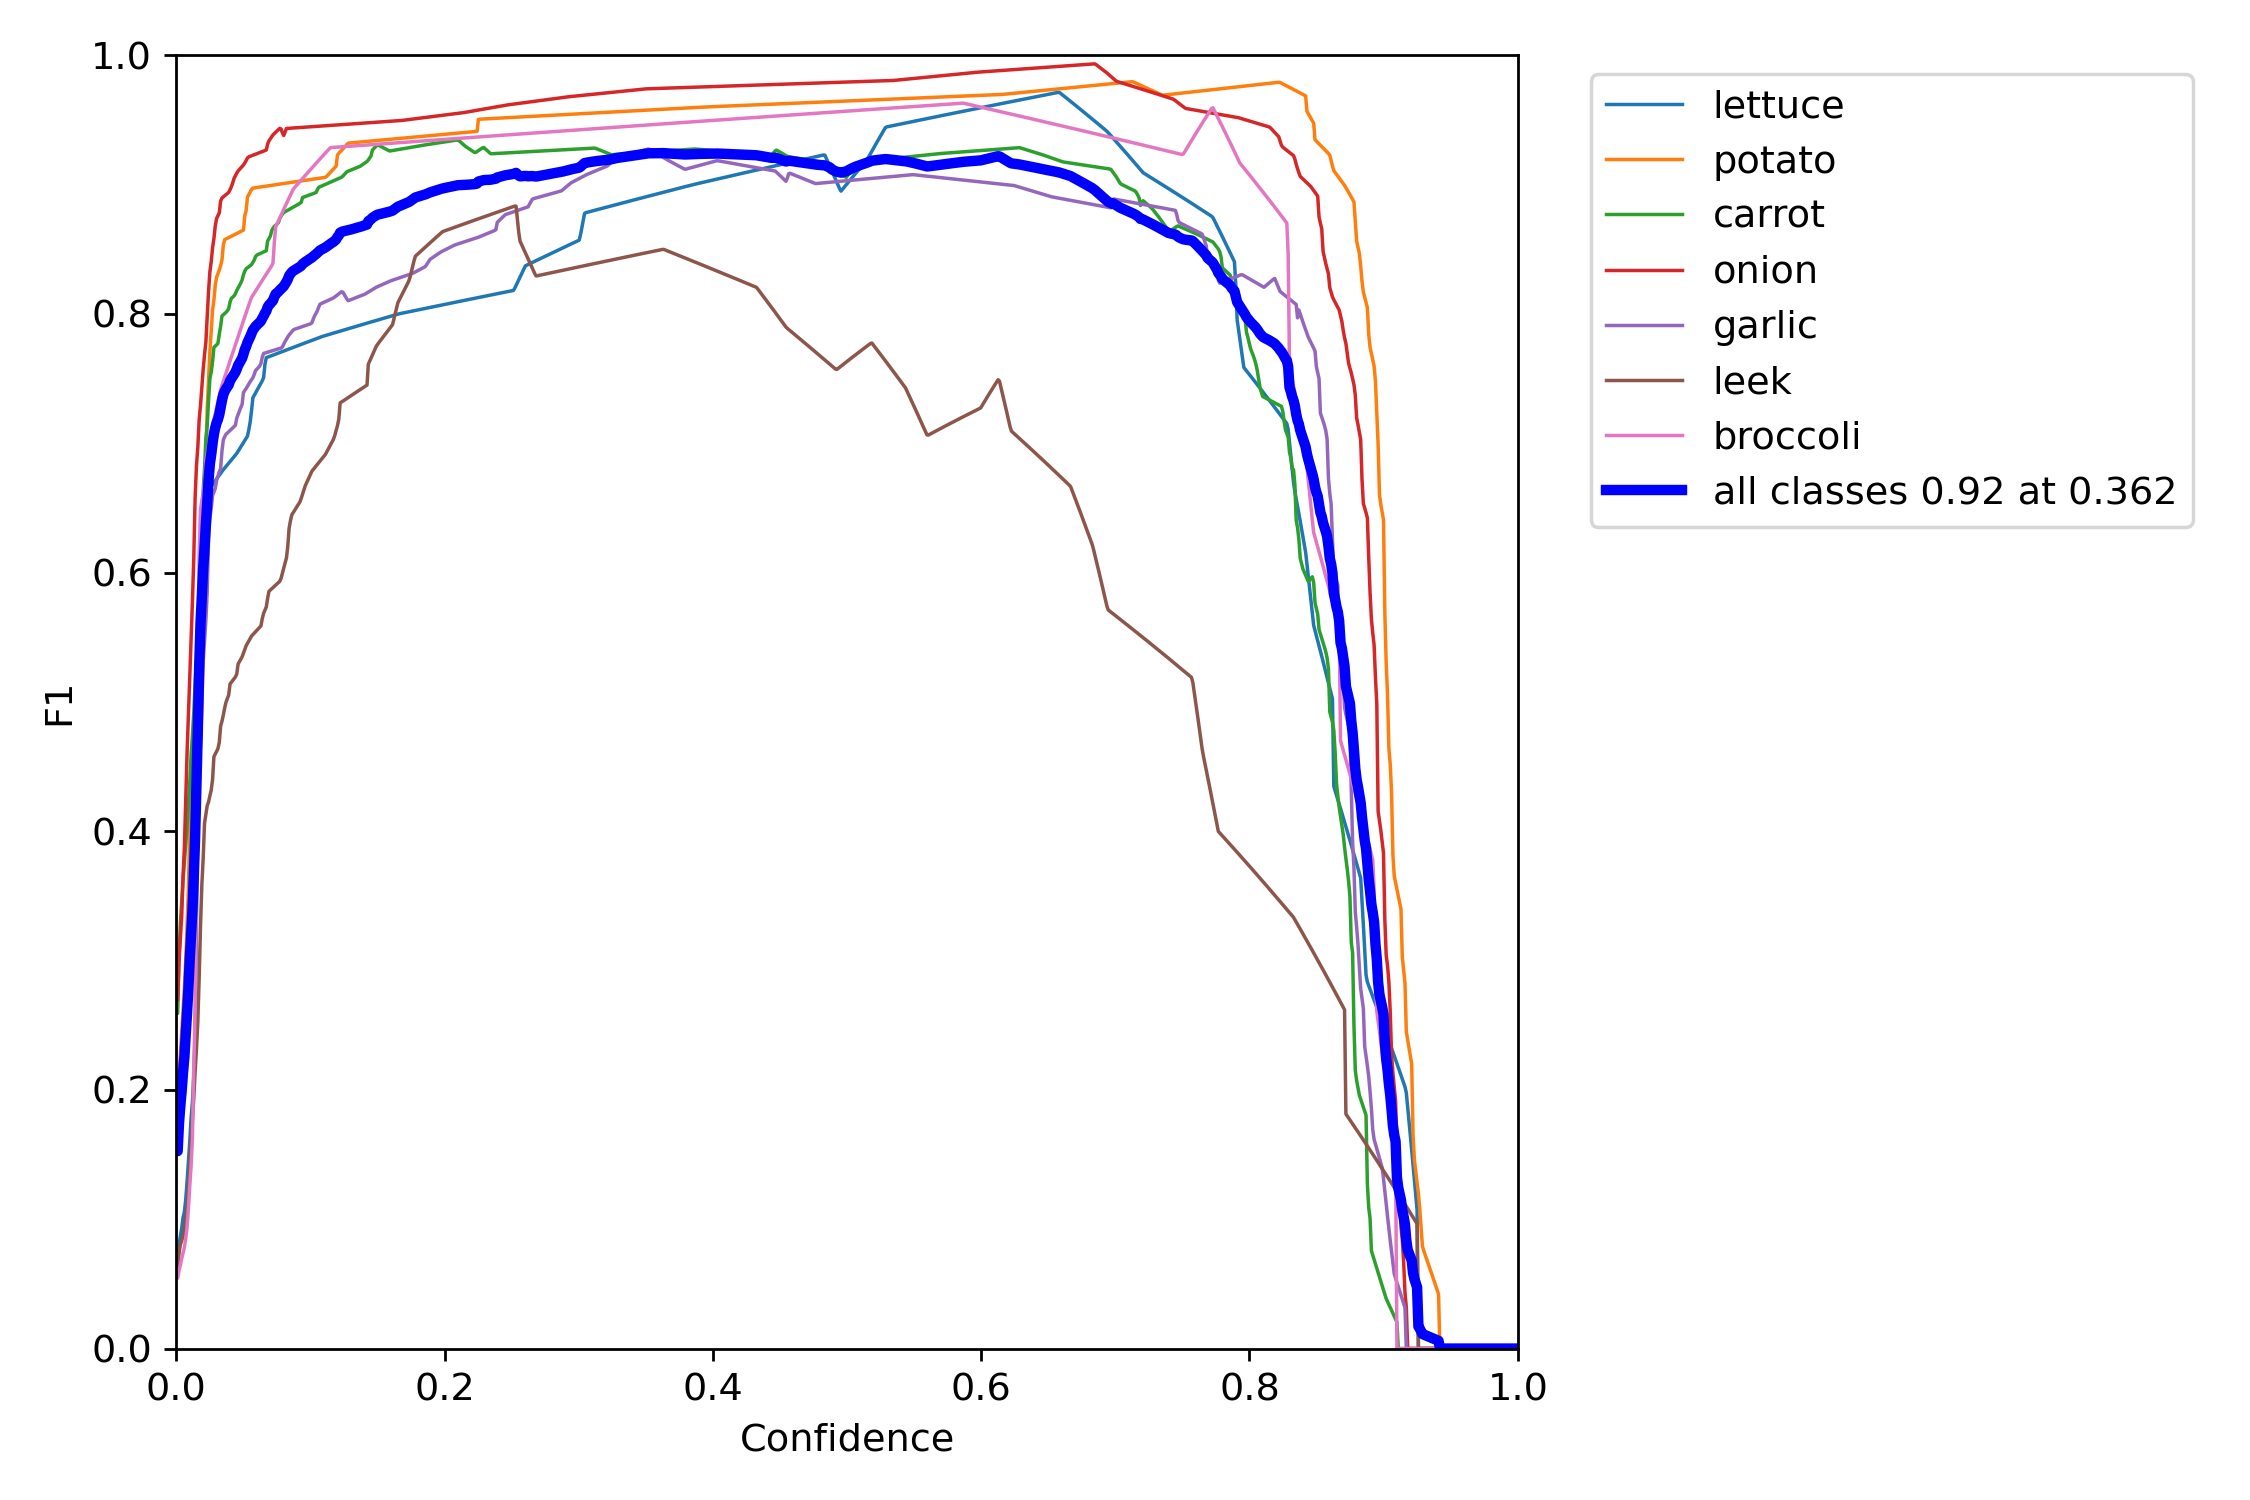 1.0
0.8
0.6
0.4
0.2
0.0
F1
0.0 0.2 0.4 0.6 0.8 1.0
Confidence
lettuce
potato
carrot
onion
garlic
leek
broccoli
all classes 0.92 at 0.362